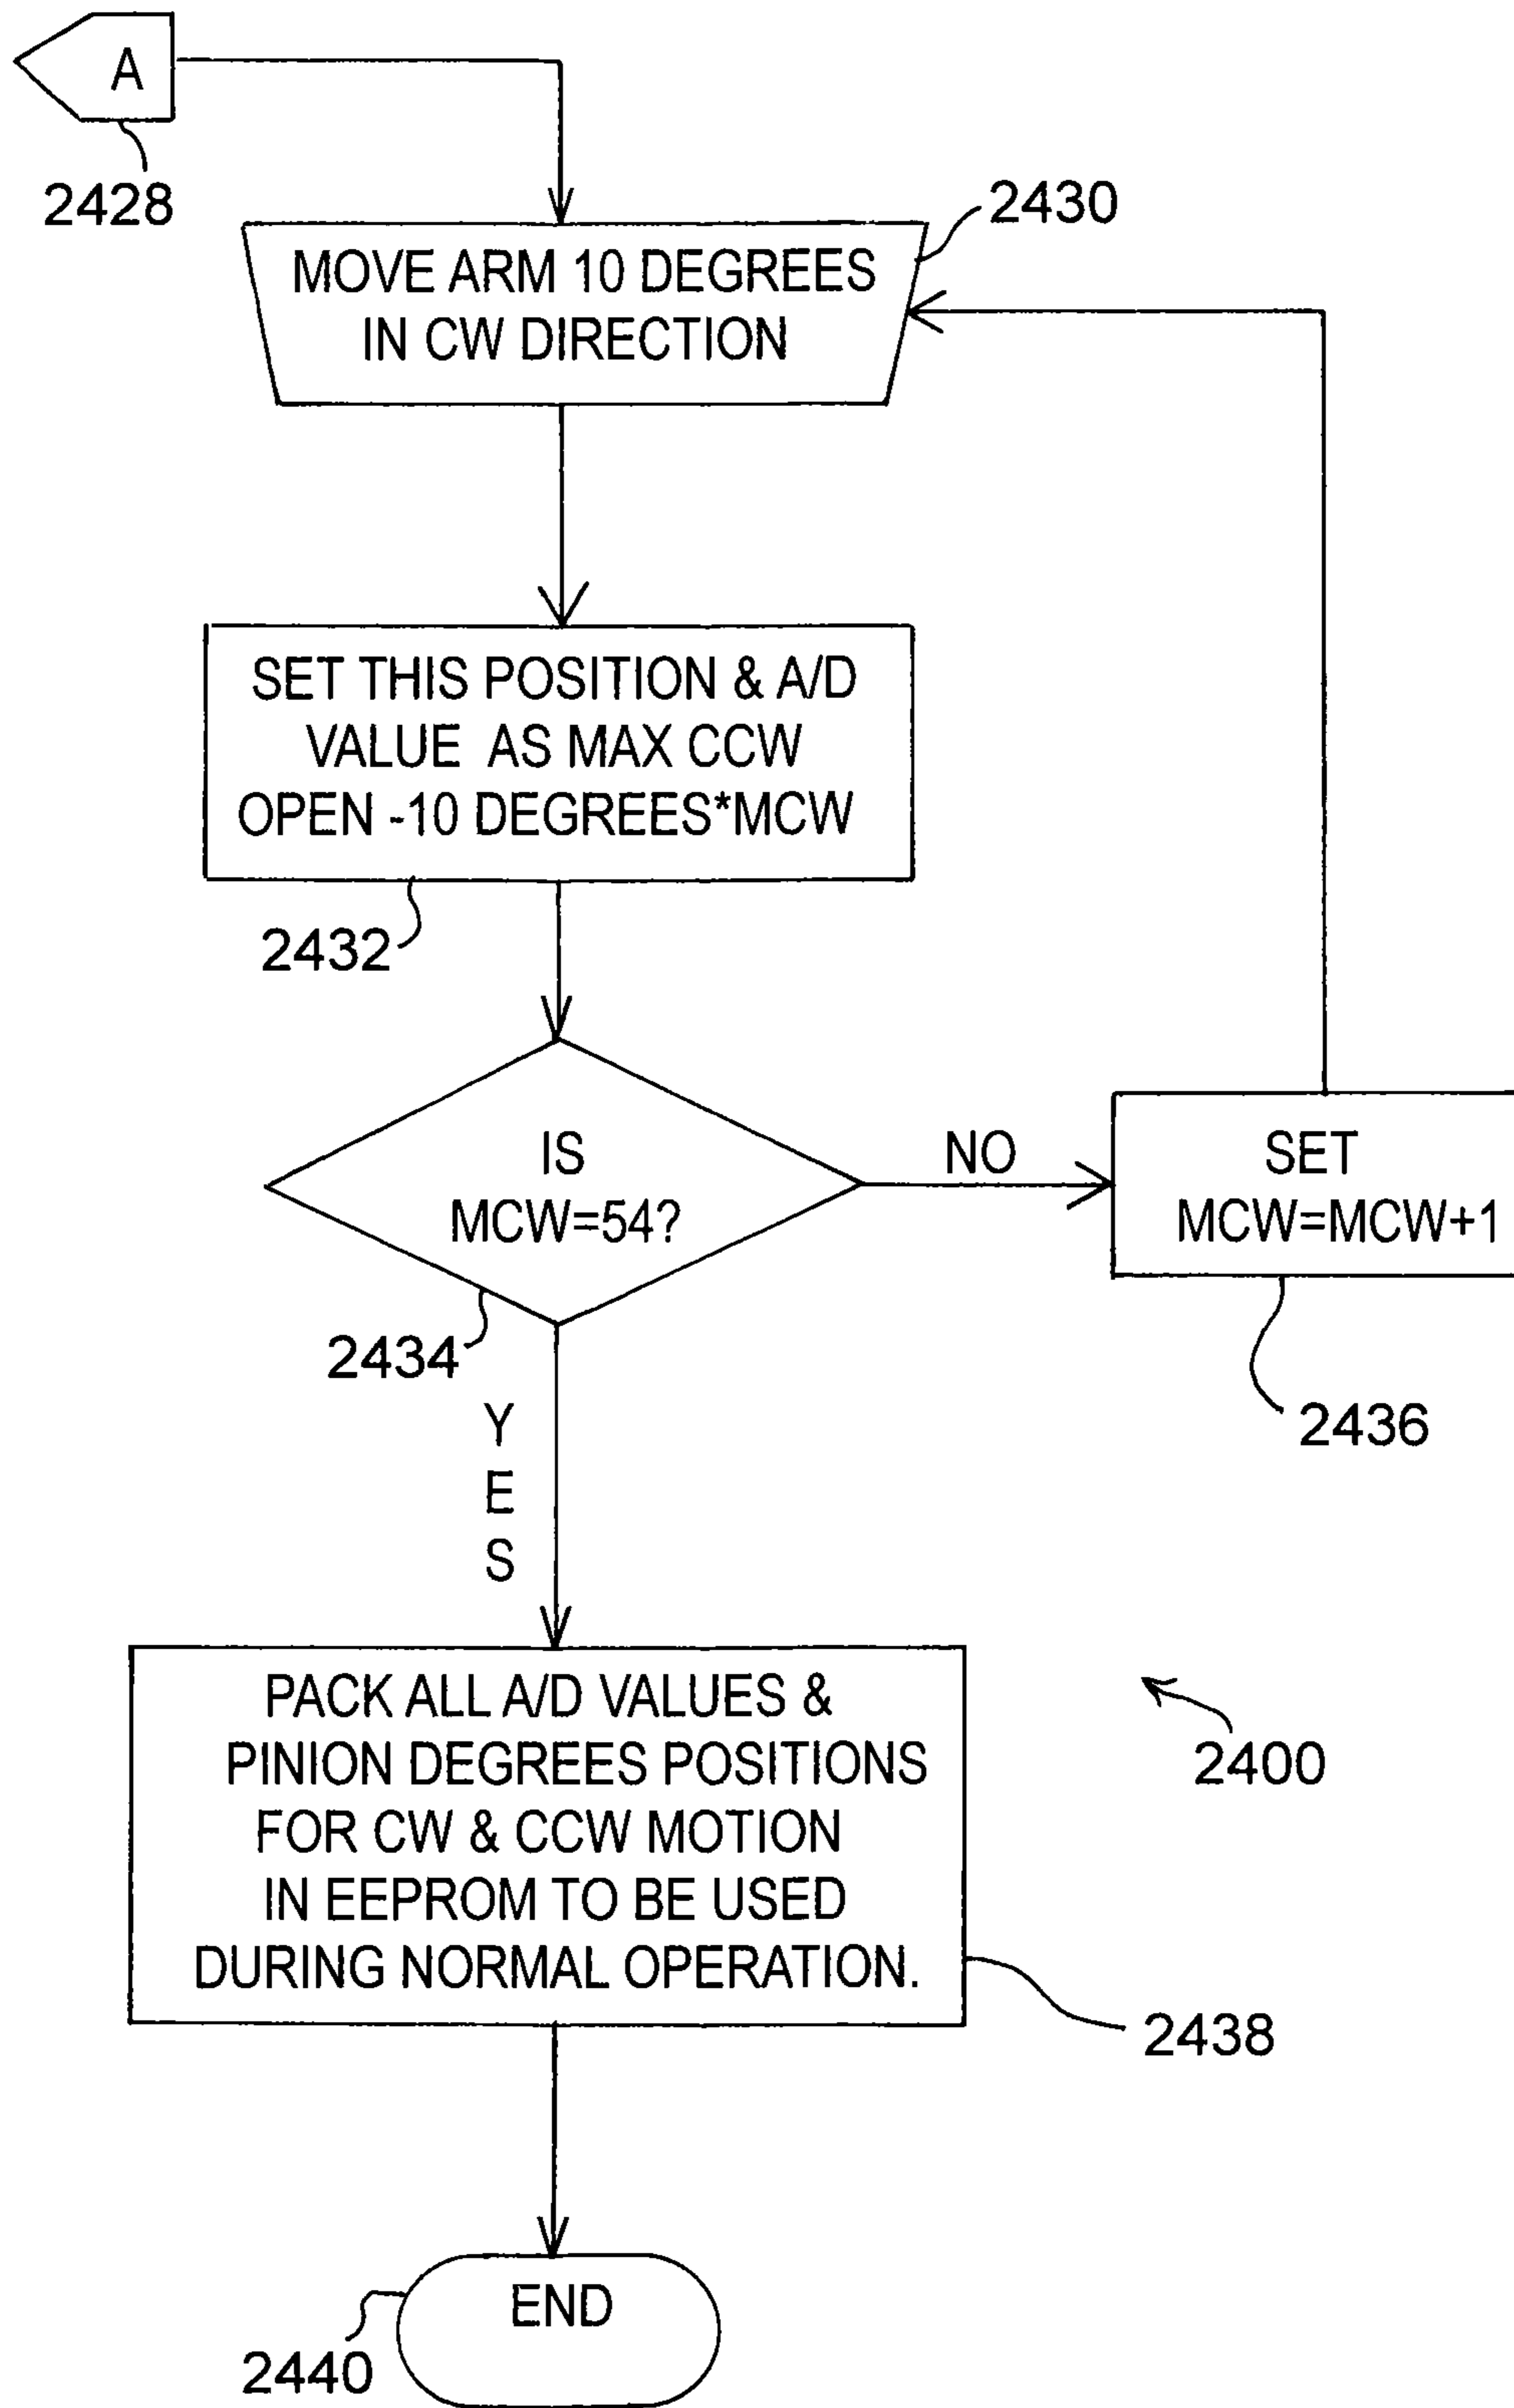 A
2428
2430
MOVE ARM 10 DEGREES
IN CW DIRECTION
SET THIS POSITION & A/D
VALUE AS MAX CCW
OPEN -10 DEGREES*MCW
2432
IS
MCW=54?
NO
SET
MCW=MCW+1
2434
2436
YES
PACK ALL A/D VALUES &
PINION DEGREES POSITIONS
FOR CW & CCW MOTION
IN EEPROM TO BE USED
DURING NORMAL OPERATION.
2400
2438
END
2440